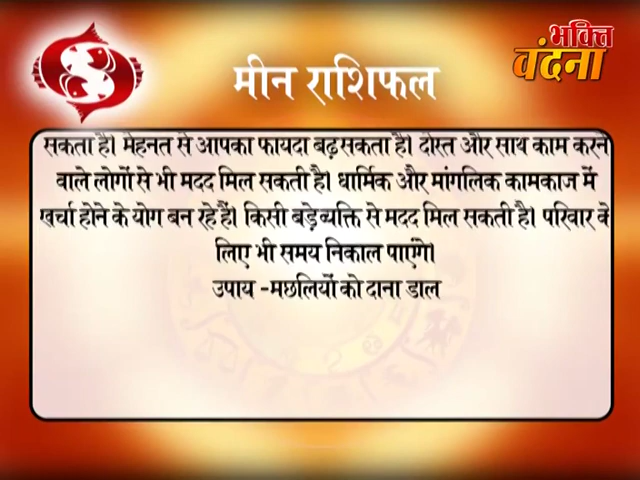 भक्ति
वंदना
मीन राशिफल
सकता है। मेहनत से आपका फायदा बढ़ सकता है। दोस्त और साथ काम करने
वाले लोगों से भी मदद मिल सकती है। धार्मिक और मांगलिक कामकाज में
खर्चा होने के योग बन रहे हैं। किसी बड़े व्यक्ति से मदद मिल सकती है। परिवार के
लिए भी समय निकाल पाएंगे।
उपाय -मछलियों को दाना डाल